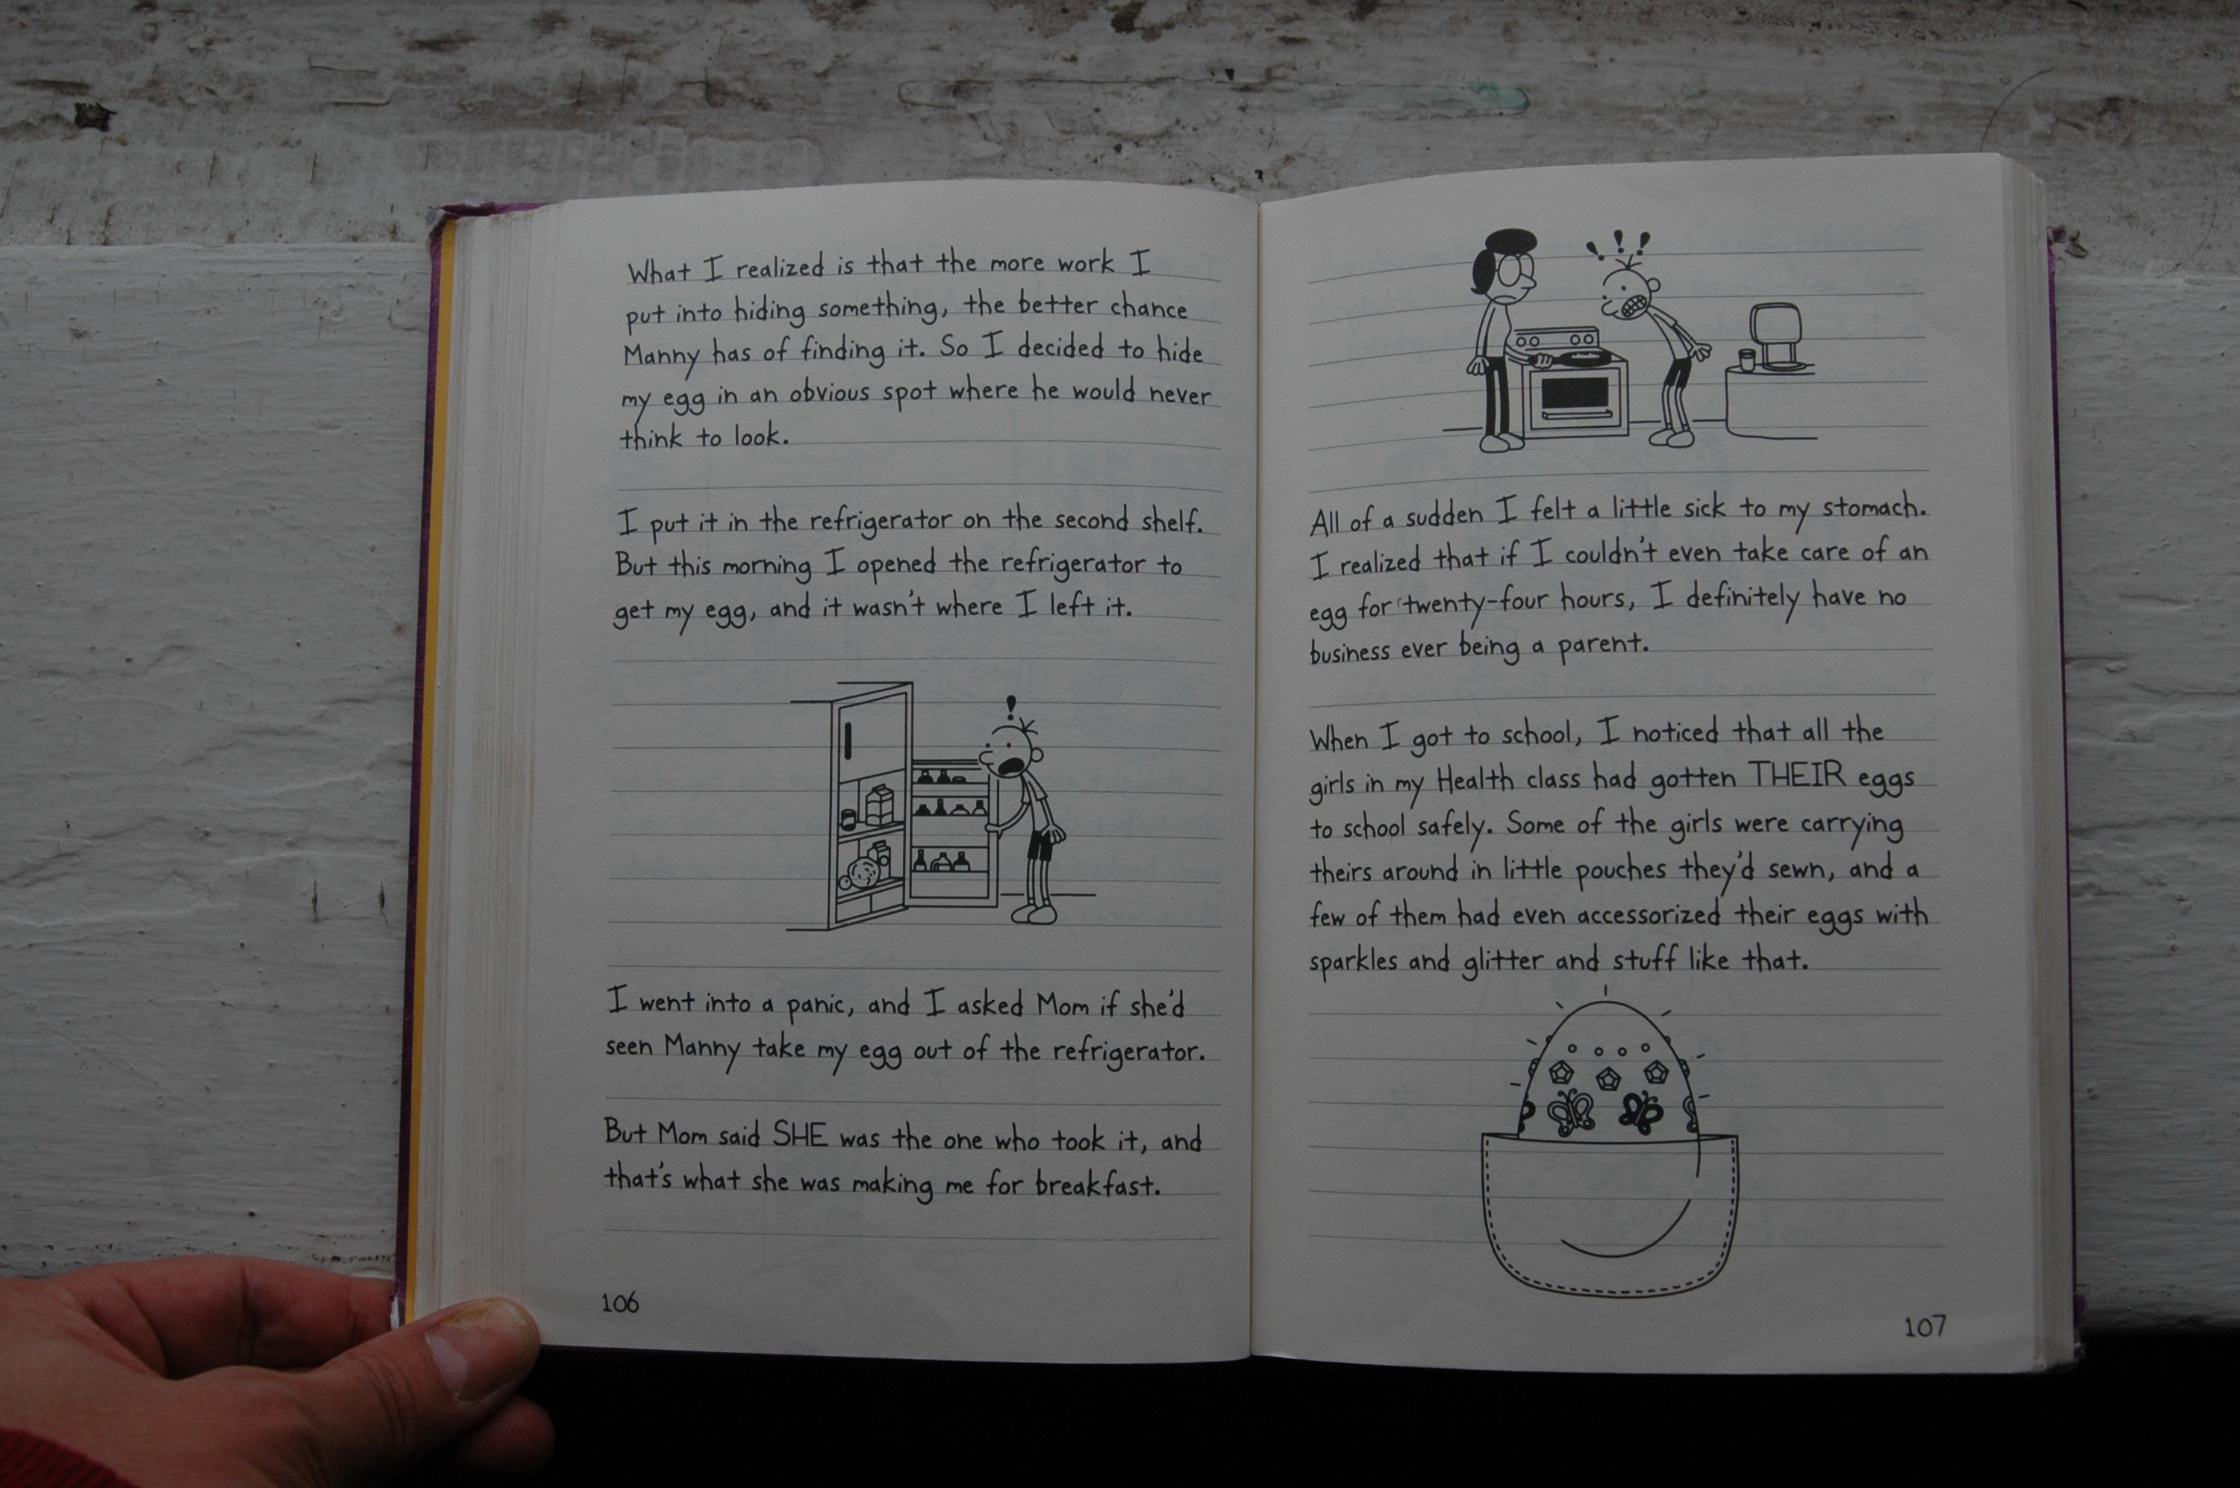 What I realized is that the more work I
put into hiding something, the better chance
Manny has of finding it. So I decided to hide
my egg in an obvious spot where he would never
think to look.
I put it in the refrigerator on the second shelf.
But this morning I opened the refrigerator to
get my egg, and it wasn't where I left it.
!
I went into a panic, and I asked Mom if she'd
seen Manny take my egg out of the refrigerator.
But Mom said SHE was the one who took it, and
that's what she was making me for breakfast.
106
! ! !
All of a sudden I felt a little sick to my stomach.
I realized that if I couldn't even take care of an
egg for twenty-four hours, I definitely have no
business ever being a parent.
When I got to school, I noticed that all the
girls in my Health class had gotten THEIR eggs
to school safely. Some of the girls were carrying
theirs around in little pouches they'd sewn, and a
few of them had even accessorized their eggs with
sparkles and glitter and stuff like that.
107